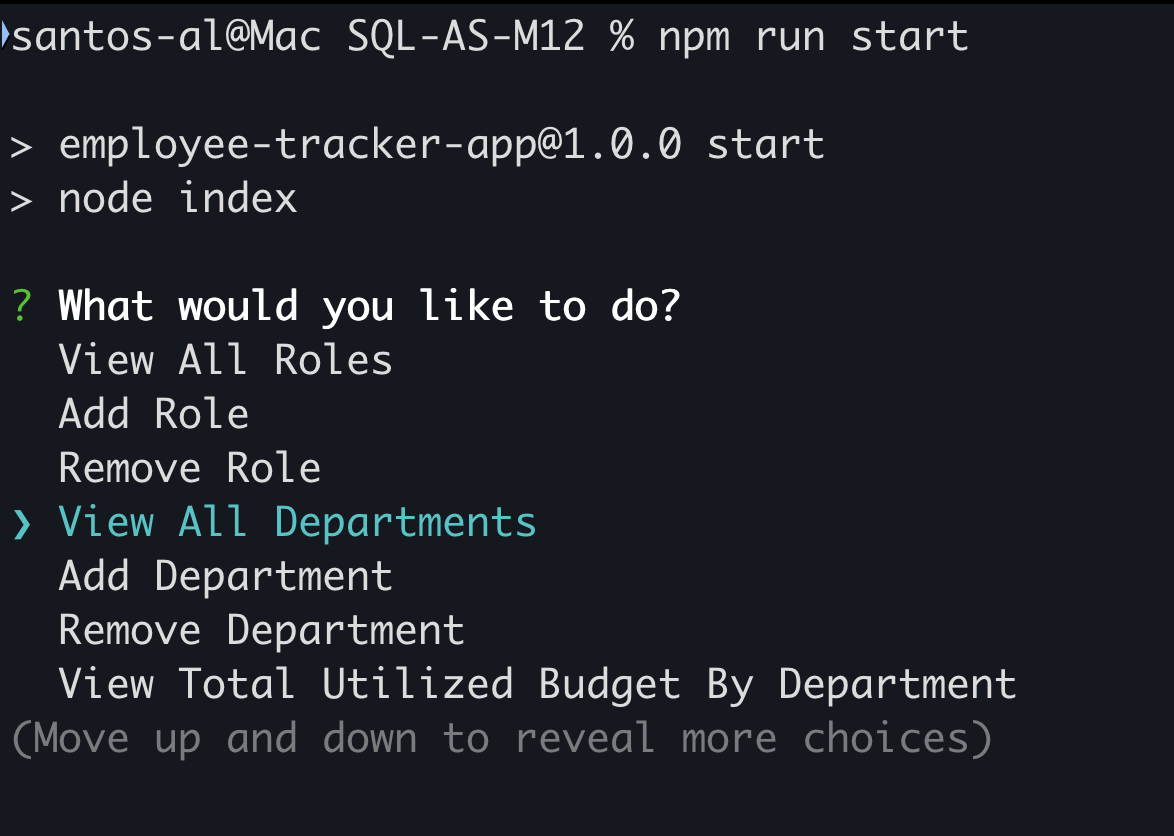 santos-al@Mac SQL-AS-M12 % npm run start
> employee-tracker-app@1.0.0 start
> node index
? What would you like to do?
View All Roles
Add Role
Remove Role
❯ View All Departments
Add Department
Remove Department
View Total Utilized Budget By Department
(Move up and down to reveal more choices)